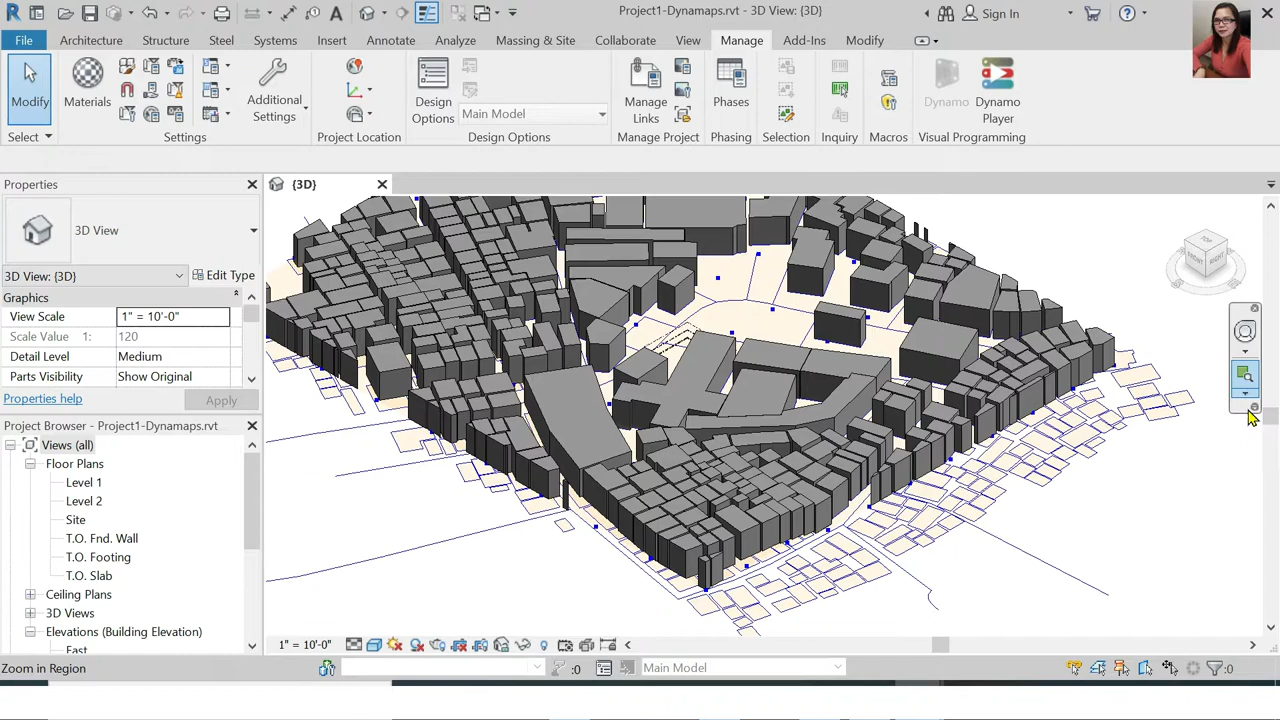 Project1-Dynamaps.rvt - 3D View: {3D}
Sign In
File Architecture Structure Steel Systems Insert Annotate Analyze Massing & Site Collaborate View Manage Add-Ins Modify
Modify
Materials
Additional Settings
Design Options
Main Model
Manage Links
Phases
Dynamo
Dynamo Player
Select
Settings
Project Location
Design Options
Manage Project
Phasing
Selection
Inquiry
Macros
Visual Programming
Properties
{3D}
3D View
3D View: {3D}
Edit Type
Graphics
View Scale 1" = 10'-0"
Scale Value 1: 120
Detail Level Medium
Parts Visibility Show Original
Properties help
Apply
TOP
FRONT
RIGHT
Project Browser - Project1-Dynamaps.rvt
Views (all)
Floor Plans
Level 1
Level 2
Site
T.O. Fnd. Wall
T.O. Footing
T.O. Slab
Ceiling Plans
3D Views
Elevations (Building Elevation)
East
1" = 10'-0"
Zoom in Region
:0
Main Model
:0